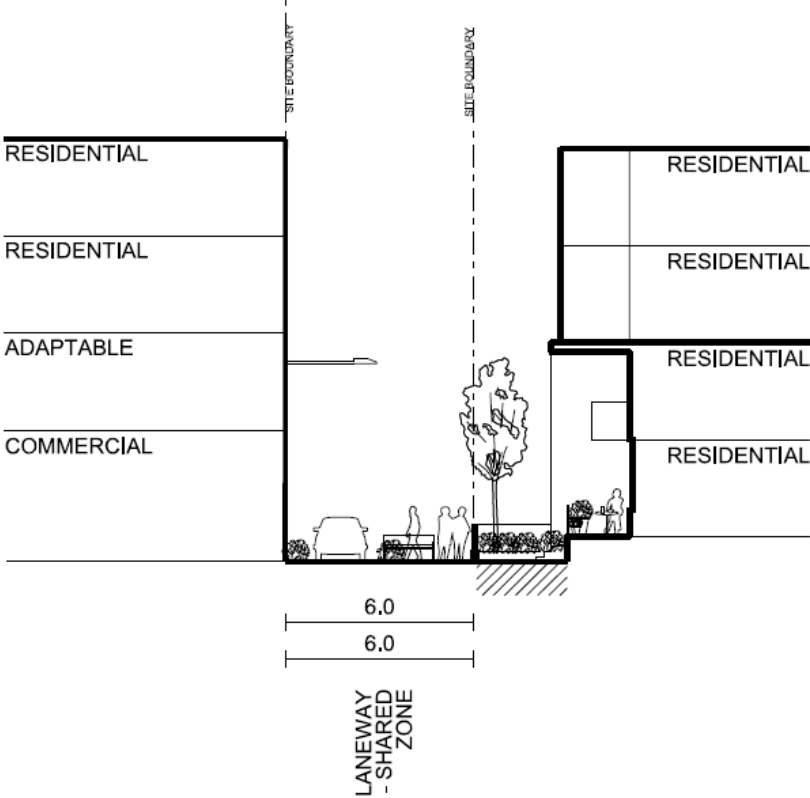 SITE BOUNDARY
SITE BOUNDARY
RESIDENTIAL
RESIDENTIAL
ADAPTABLE
COMMERCIAL
RESIDENTIAL
RESIDENTIAL
RESIDENTIAL
RESIDENTIAL
6.0
6.0
LANEWAY
- SHARED
ZONE